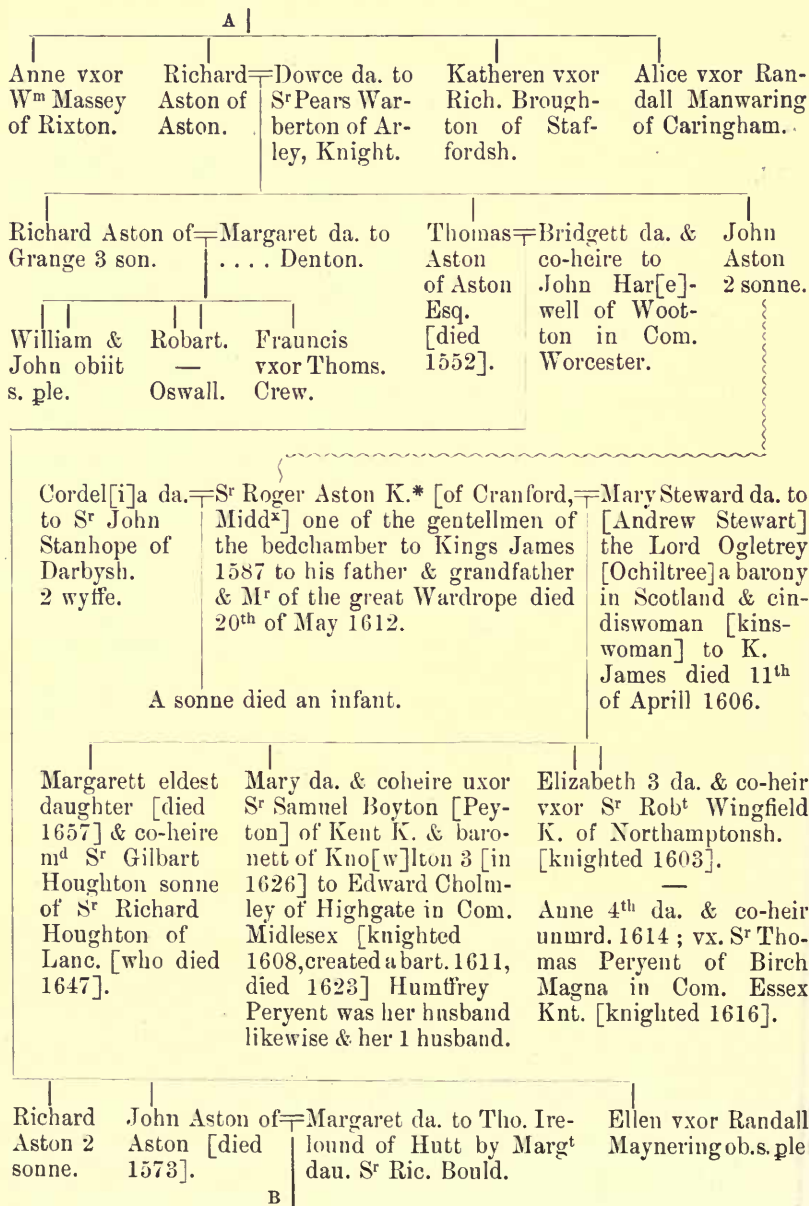 A
Anne vxor
Wm Massey
of Rixton.
Richard
Aston of
Aston.
Dowce da. to
Sr Pears War-
berton of Ar-
ley, Knight.
Katheren vxor
Rich. Brough-
ton of Staf-
fordsh.
Alice vxor Ran-
dall Manwaring
of Caringham.
Richard Aston of
Grange 3 son.
Margaret da. to
. . . . Denton.
Thomas
Aston
of Aston
Esq.
[died
1552].
Bridgett da. &
co-heire to
John Har[e]-
well of Woot-
ton in Com.
Worcester.
John
Aston
2 sonne.
William &
John obiit
s. ple.
Robart.
—
Oswall.
Frauncis
vxor Thoms.
Crew.
Cordel[i]a da.
to Sr John
Stanhope of
Darbysh.
2 wyffe.
Sr Roger Aston K.* [of Cranford,
Middx] one of the gentellmen of
the bedchamber to Kings James
1587 to his father & grandfather
& Mr of the great Wardrope died
20th of May 1612.
Mary Steward da. to
[Andrew Stewart]
the Lord Ogletrey
[Ochiltree] a barony
in Scotland & cin-
diswoman [kins-
woman] to K.
James died 11th
of Aprill 1606.
A sonne died an infant.
Margarett eldest
daughter [died
1657] & co-heire
md Sr Gilbart
Houghton sonne
of Sr Richard
Houghton of
Lanc. [who died
1647].
Mary da. & coheire uxor
Sr Samuel Boyton [Pey-
ton] of Kent K. & baro-
nett of Kno[w]lton 3 [in
1626] to Edward Cholm-
ley of Highgate in Com.
Midlesex [knighted
1608, created a bart. 1611,
died 1623] Humffrey
Peryent was her husband
likewise & her 1 husband.
Elizabeth 3 da. & co-heir
vxor Sr Robt Wingfield
K. of Northamptonsh.
[knighted 1603].
—
Anne 4th da. & co-heir
unmrd. 1614 ; vx. Sr Tho-
mas Peryent of Birch
Magna in Com. Essex
Knt. [knighted 1616].
Richard
Aston 2
sonne.
John Aston of
Aston [died
1573].
Margaret da. to Tho. Ire-
lound of Hutt by Margt
dau. Sr Ric. Bould.
Ellen vxor Randall
Maynering ob. s. ple
B